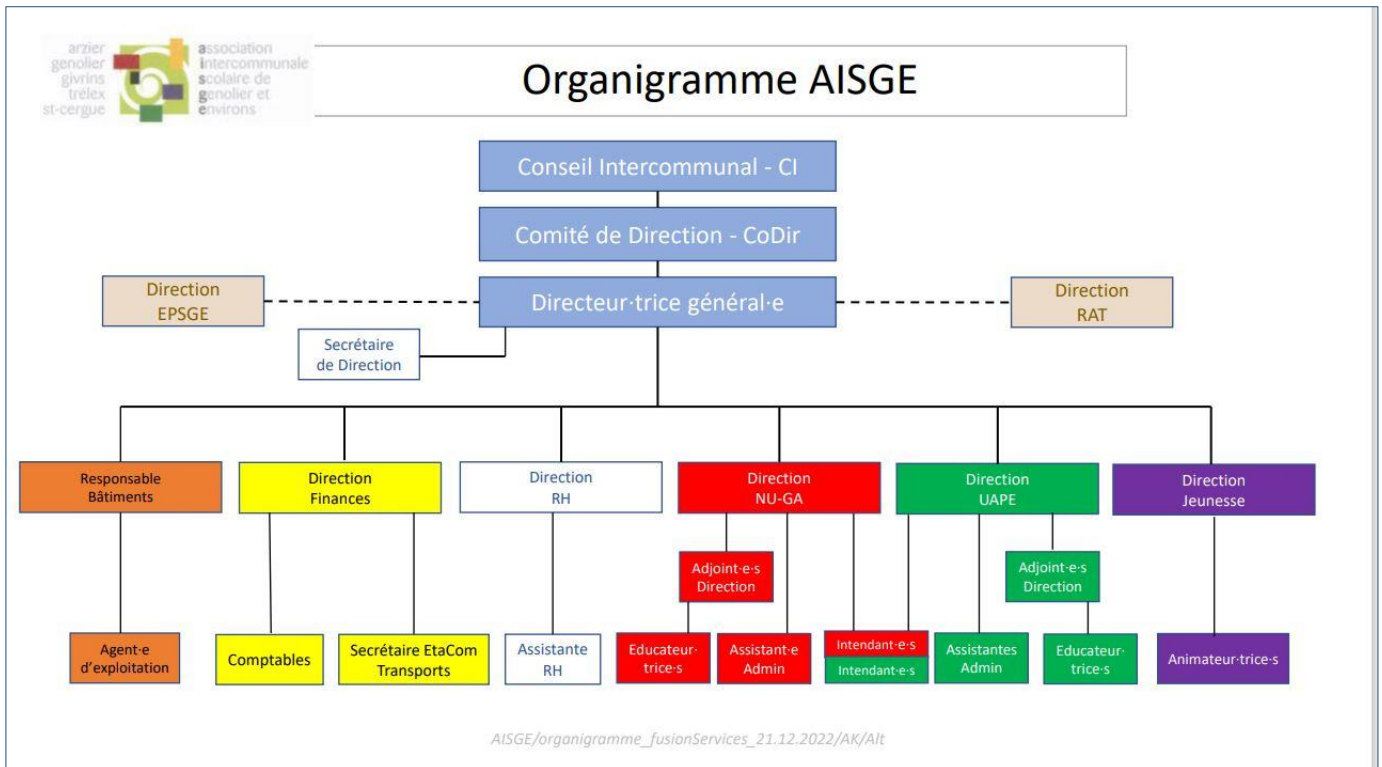 arzier
genolier
givrins
trélex
st-cergue
association
intercommunale
scolaire de
genolier et
environs
Organigramme AISGE
Conseil Intercommunal - CI
Comité de Direction - CoDir
Direction
EPSGE
Directeur·trice général·e
Direction
RAT
Secrétaire
de Direction
Responsable
Bâtiments
Direction
Finances
Direction
RH
Direction
NU-GA
Direction
UAPE
Direction
Jeunesse
Adjoint·e·s
Direction
Adjoint·e·s
Direction
Agent·e
d’exploitation
Comptables
Secrétaire EtaCom
Transports
Assistante
RH
Educateur·
trice·s
Assistant·e
Admin
Intendant·e·s
Intendant·e·s
Assistantes
Admin
Educateur·
trice·s
Animateur·trice·s
AISGE/organigramme_fusionServices_21.12.2022/AK/Alt